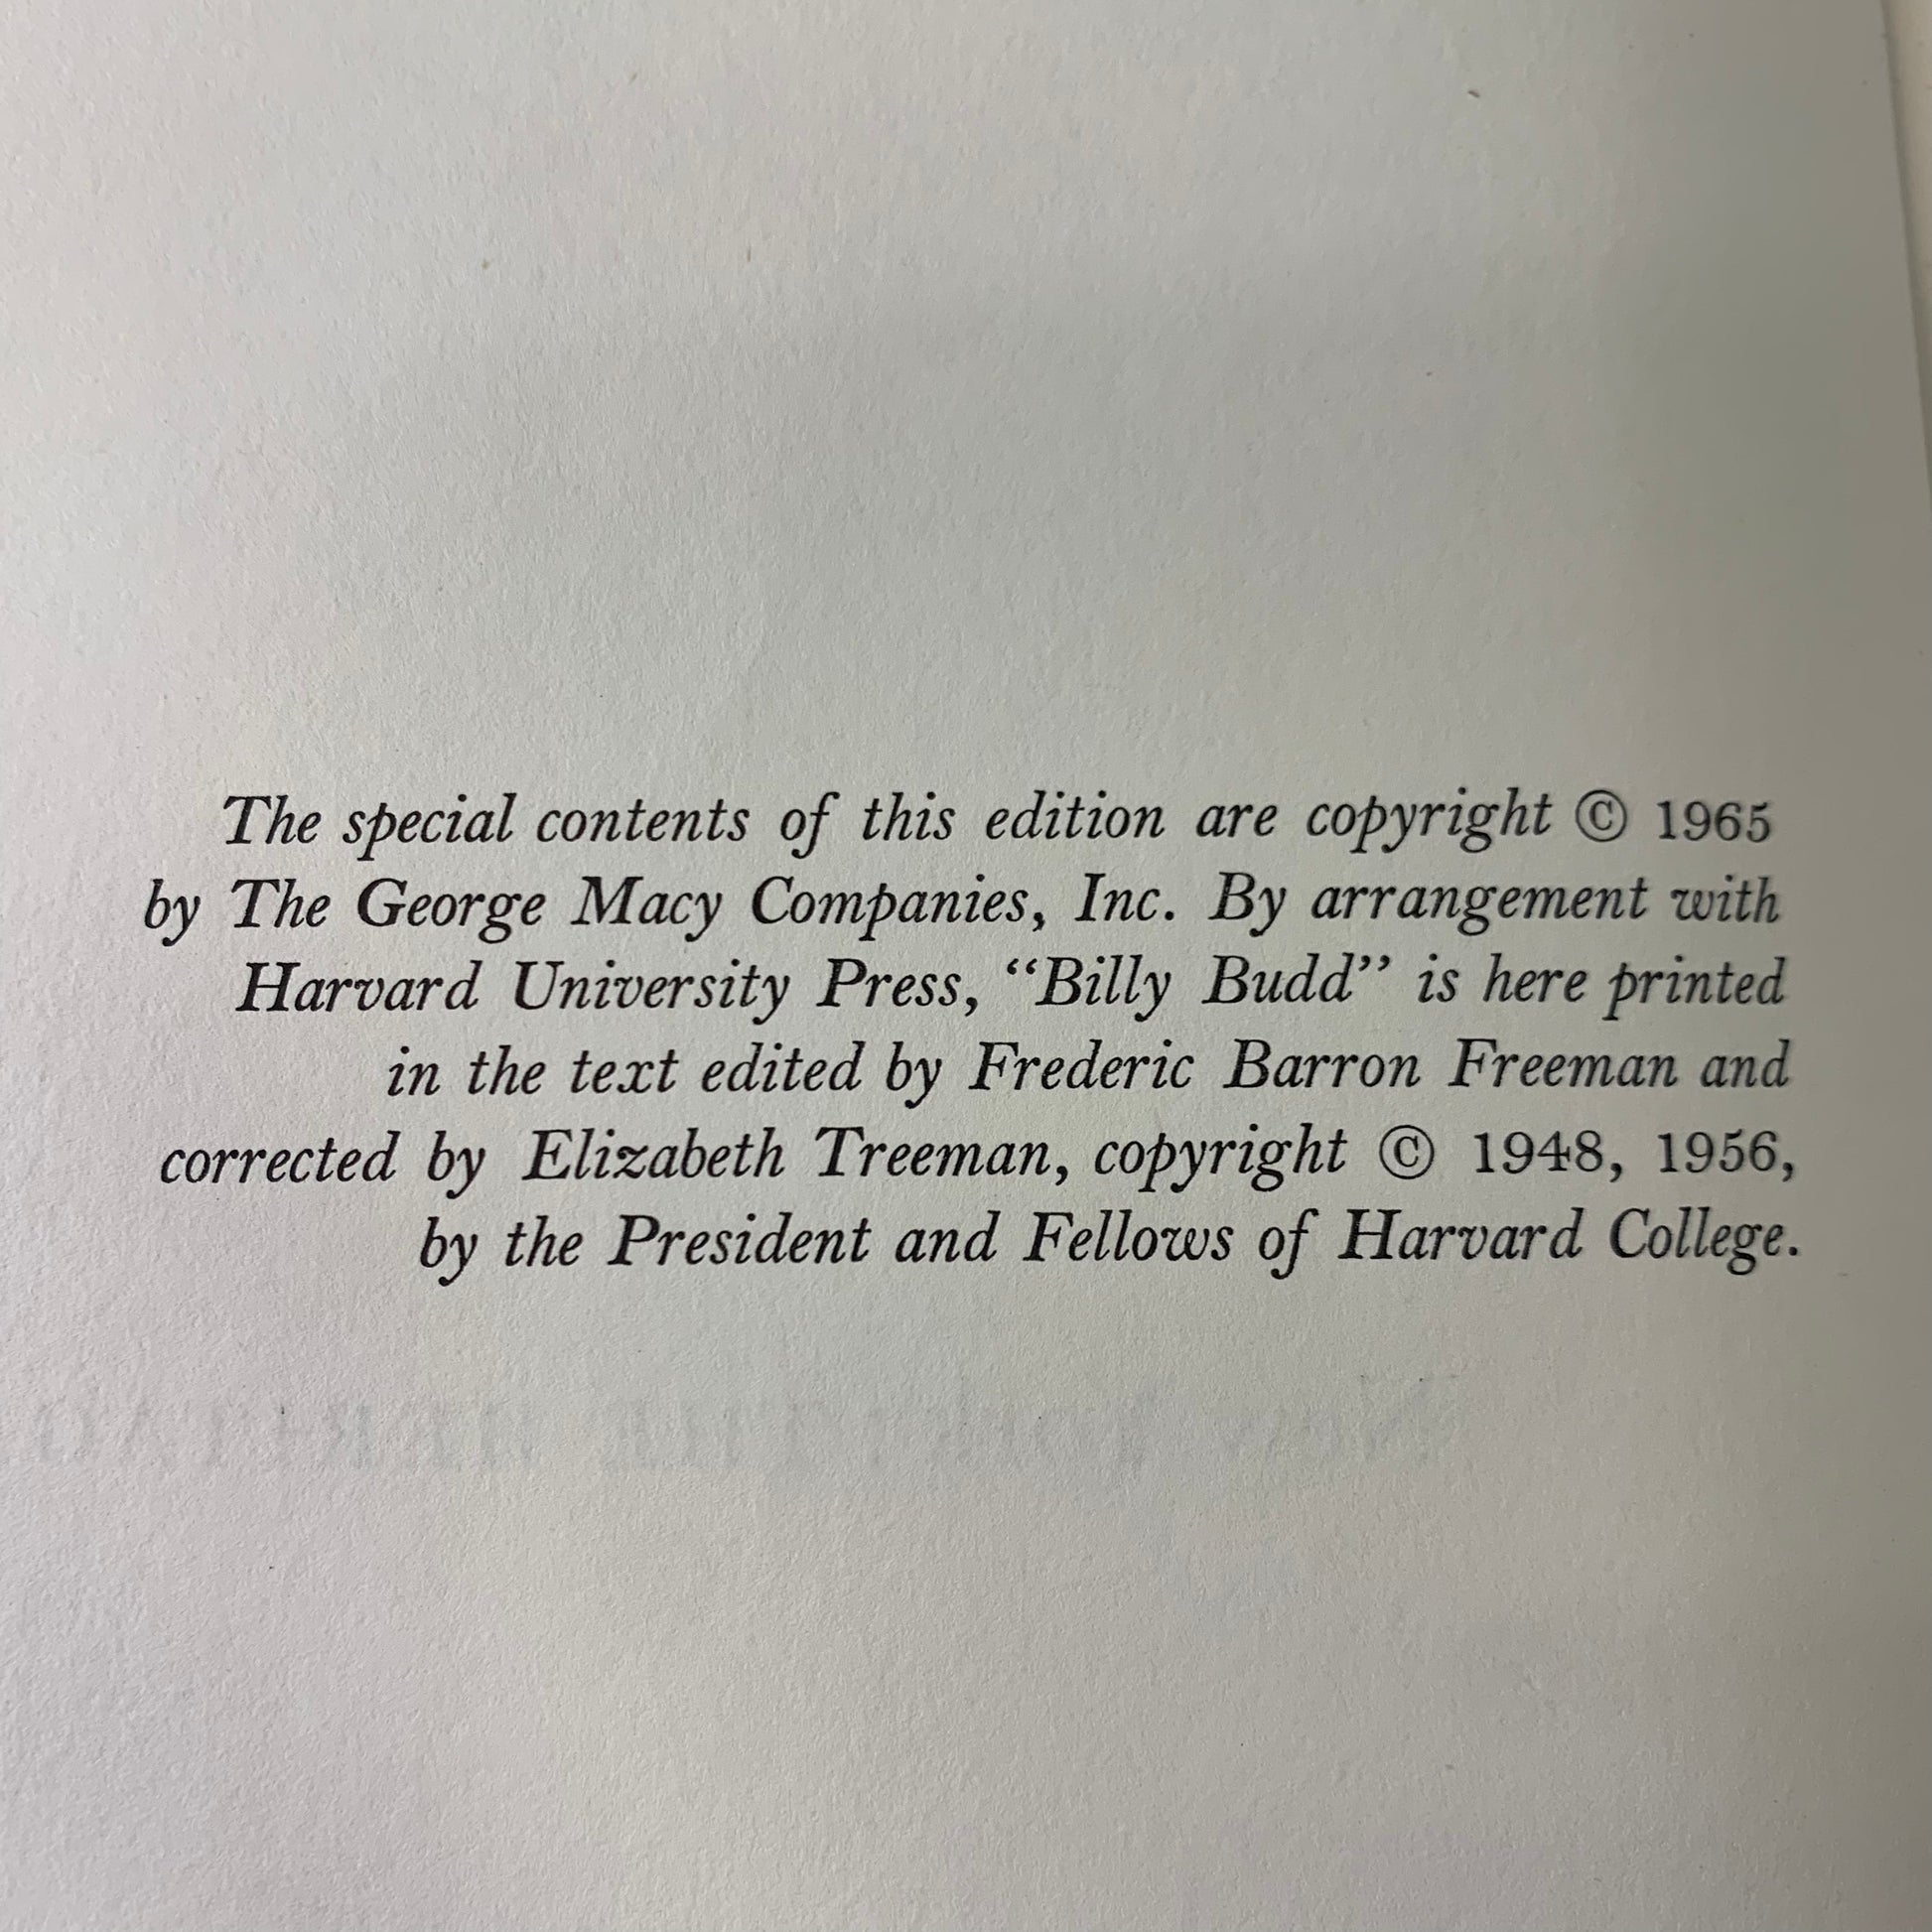 The special contents of this edition are copyright © 1965
by The George Macy Companies, Inc. By arrangement with
Harvard University Press, “Billy Budd” is here printed
in the text edited by Frederic Barron Freeman and
corrected by Elizabeth Treeman, copyright © 1948, 1956,
by the President and Fellows of Harvard College.